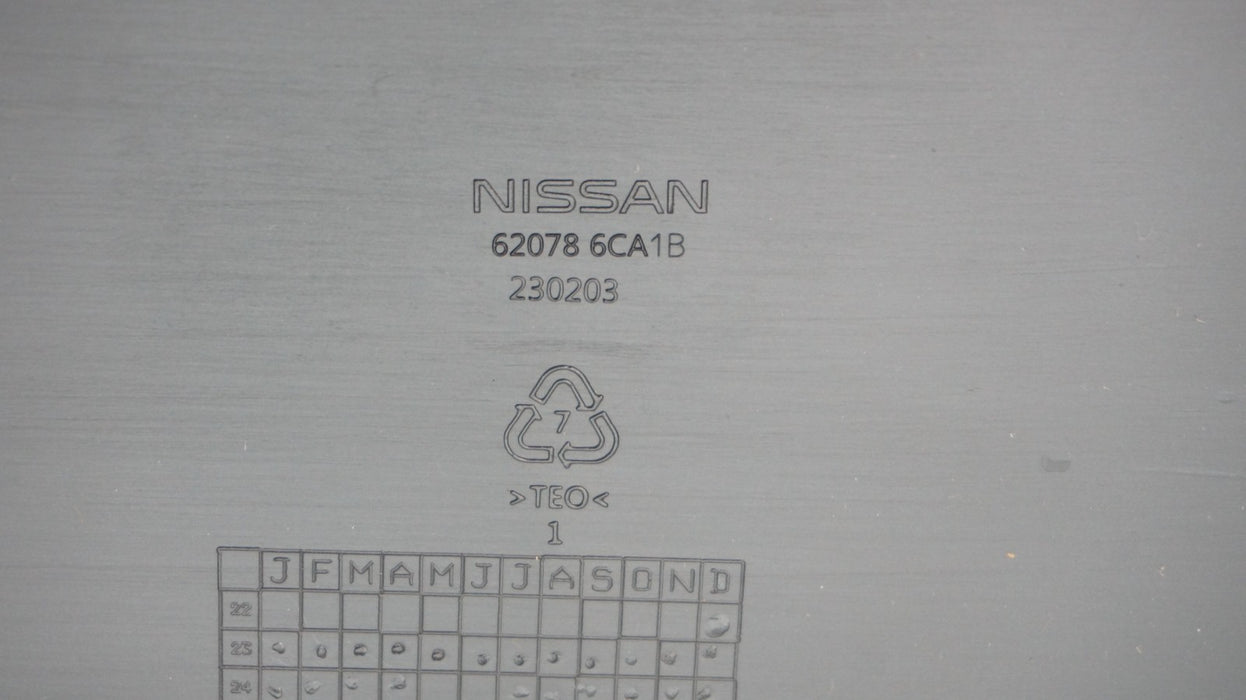 NISSAN
62078 6CA1B
230203
7
>TEO<
1
J F M A M J J A S O N D
22
23
24